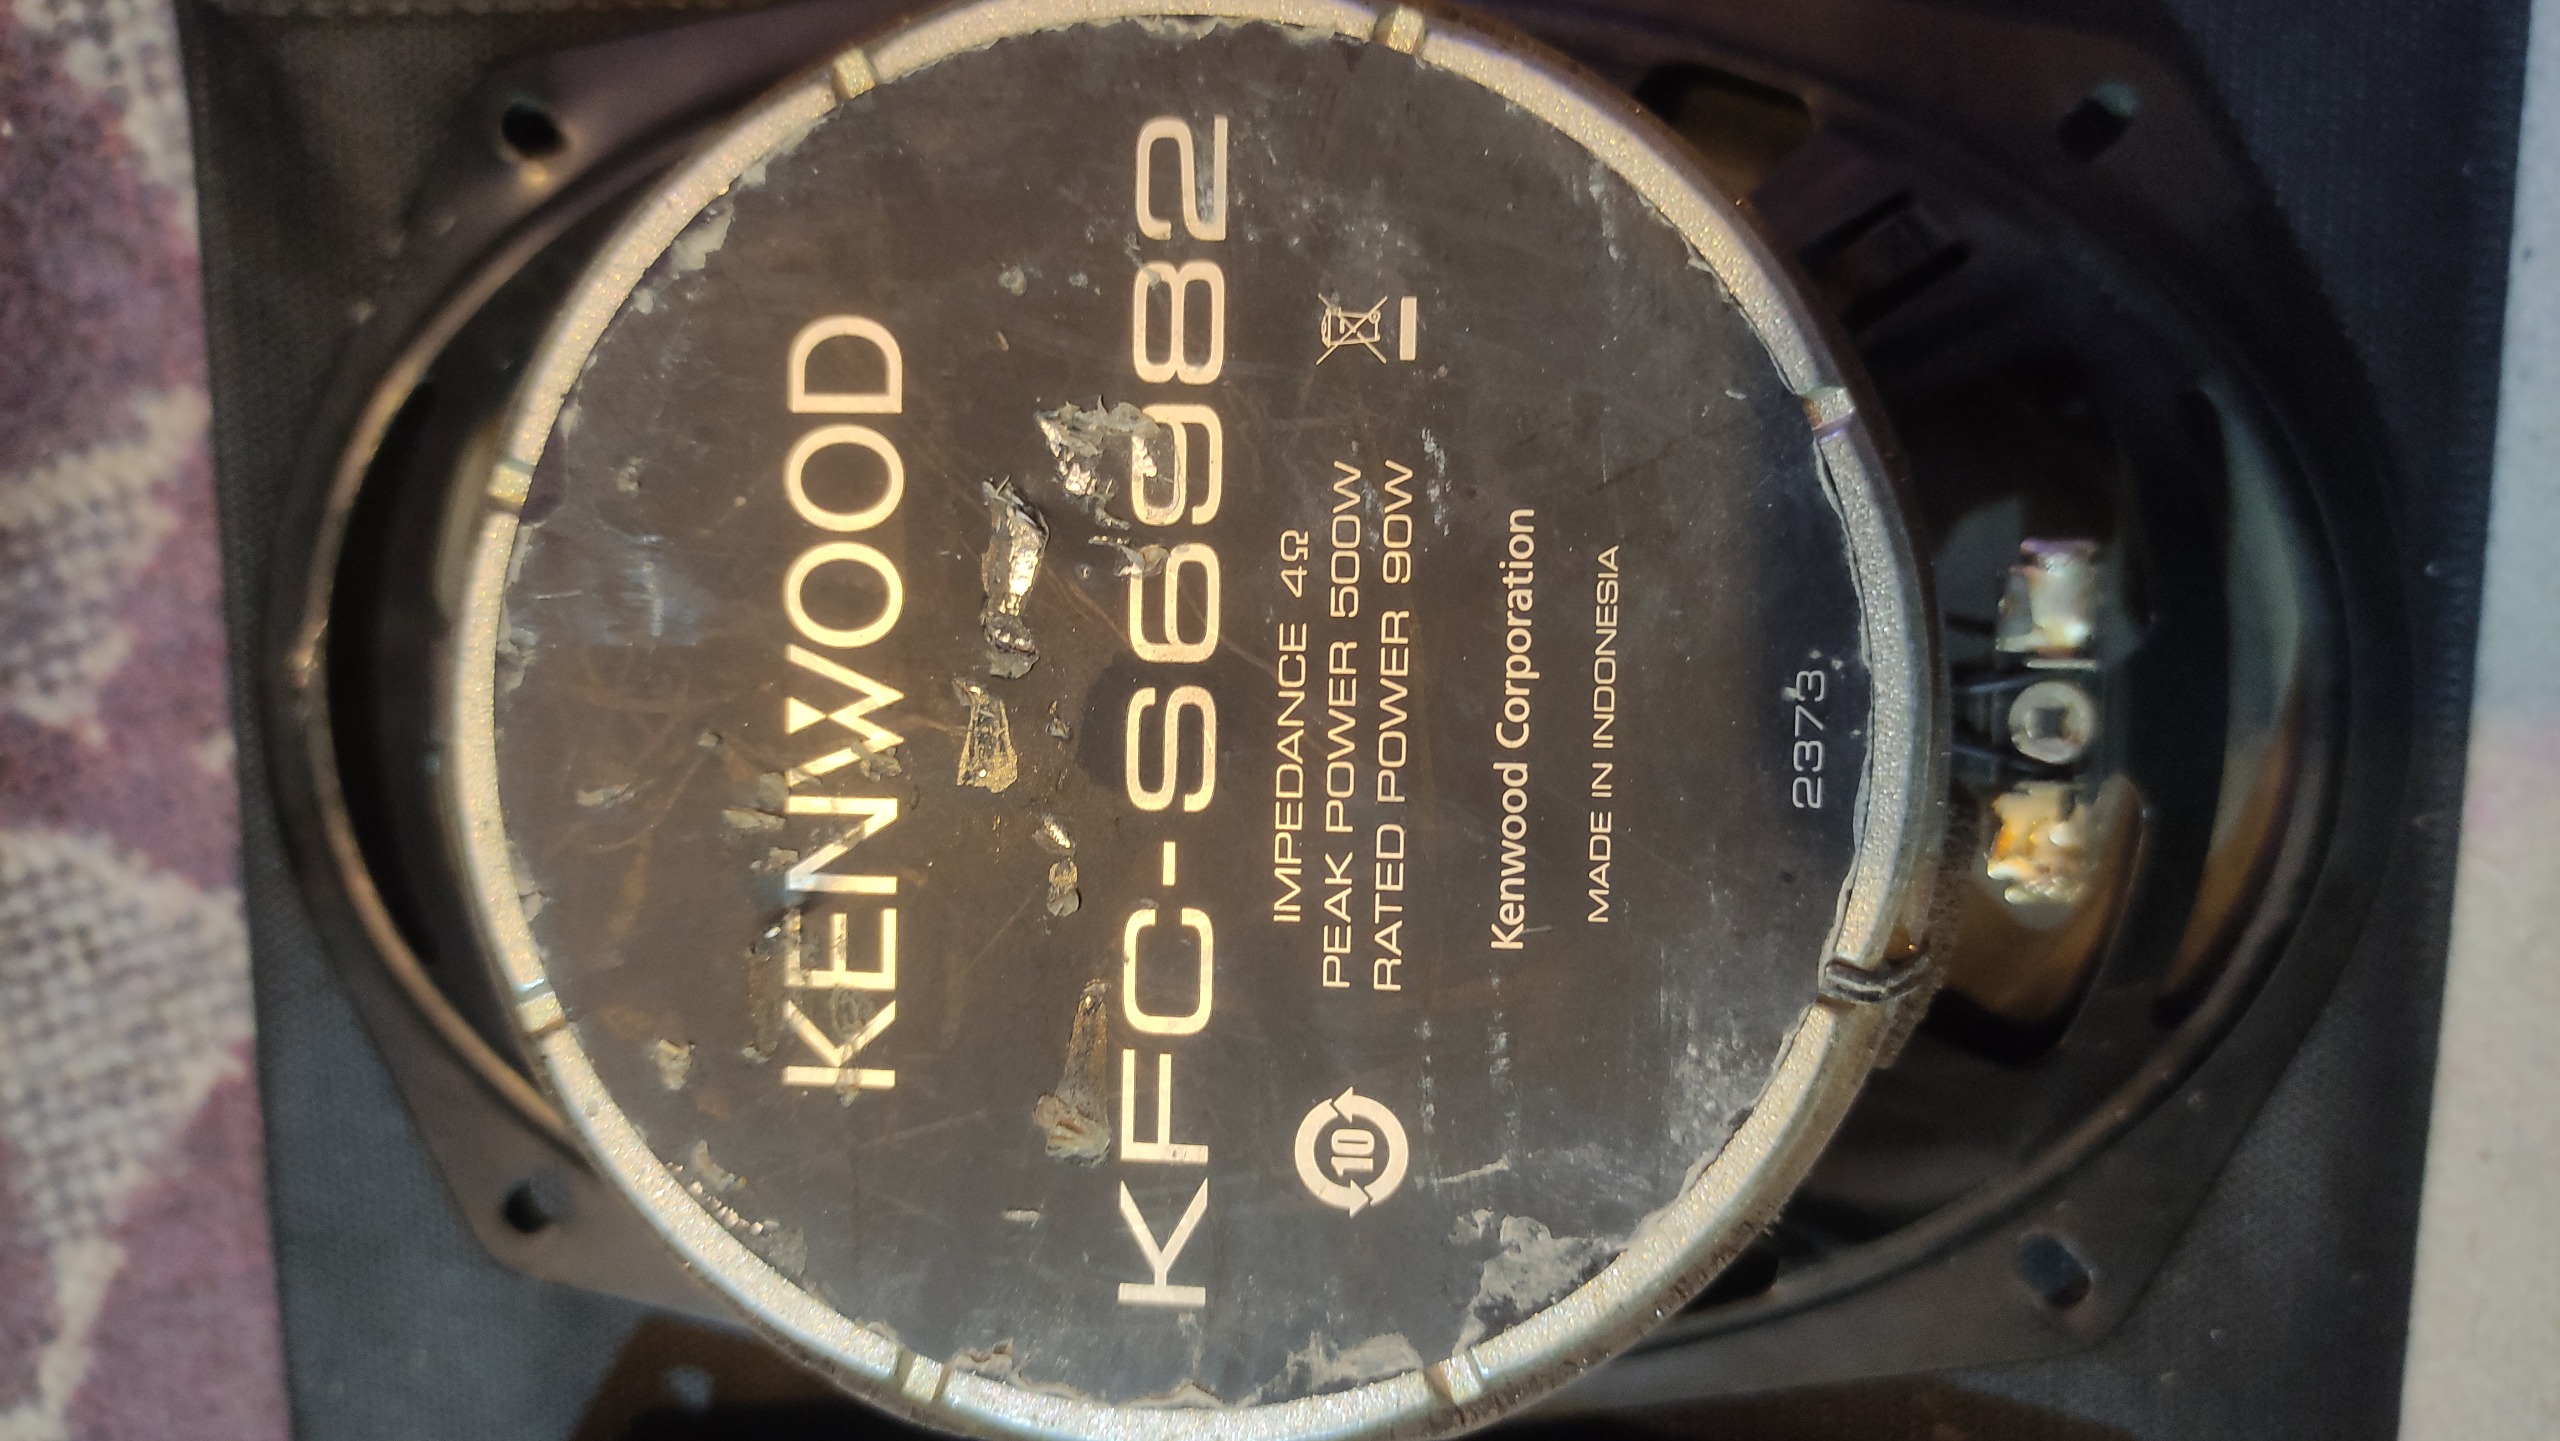 KENWOOD
KFC-S6982
IMPEDANCE 4Ω
PEAK POWER 500W
RATED POWER 90W
10
Kenwood Corporation
MADE IN INDONESIA
2373